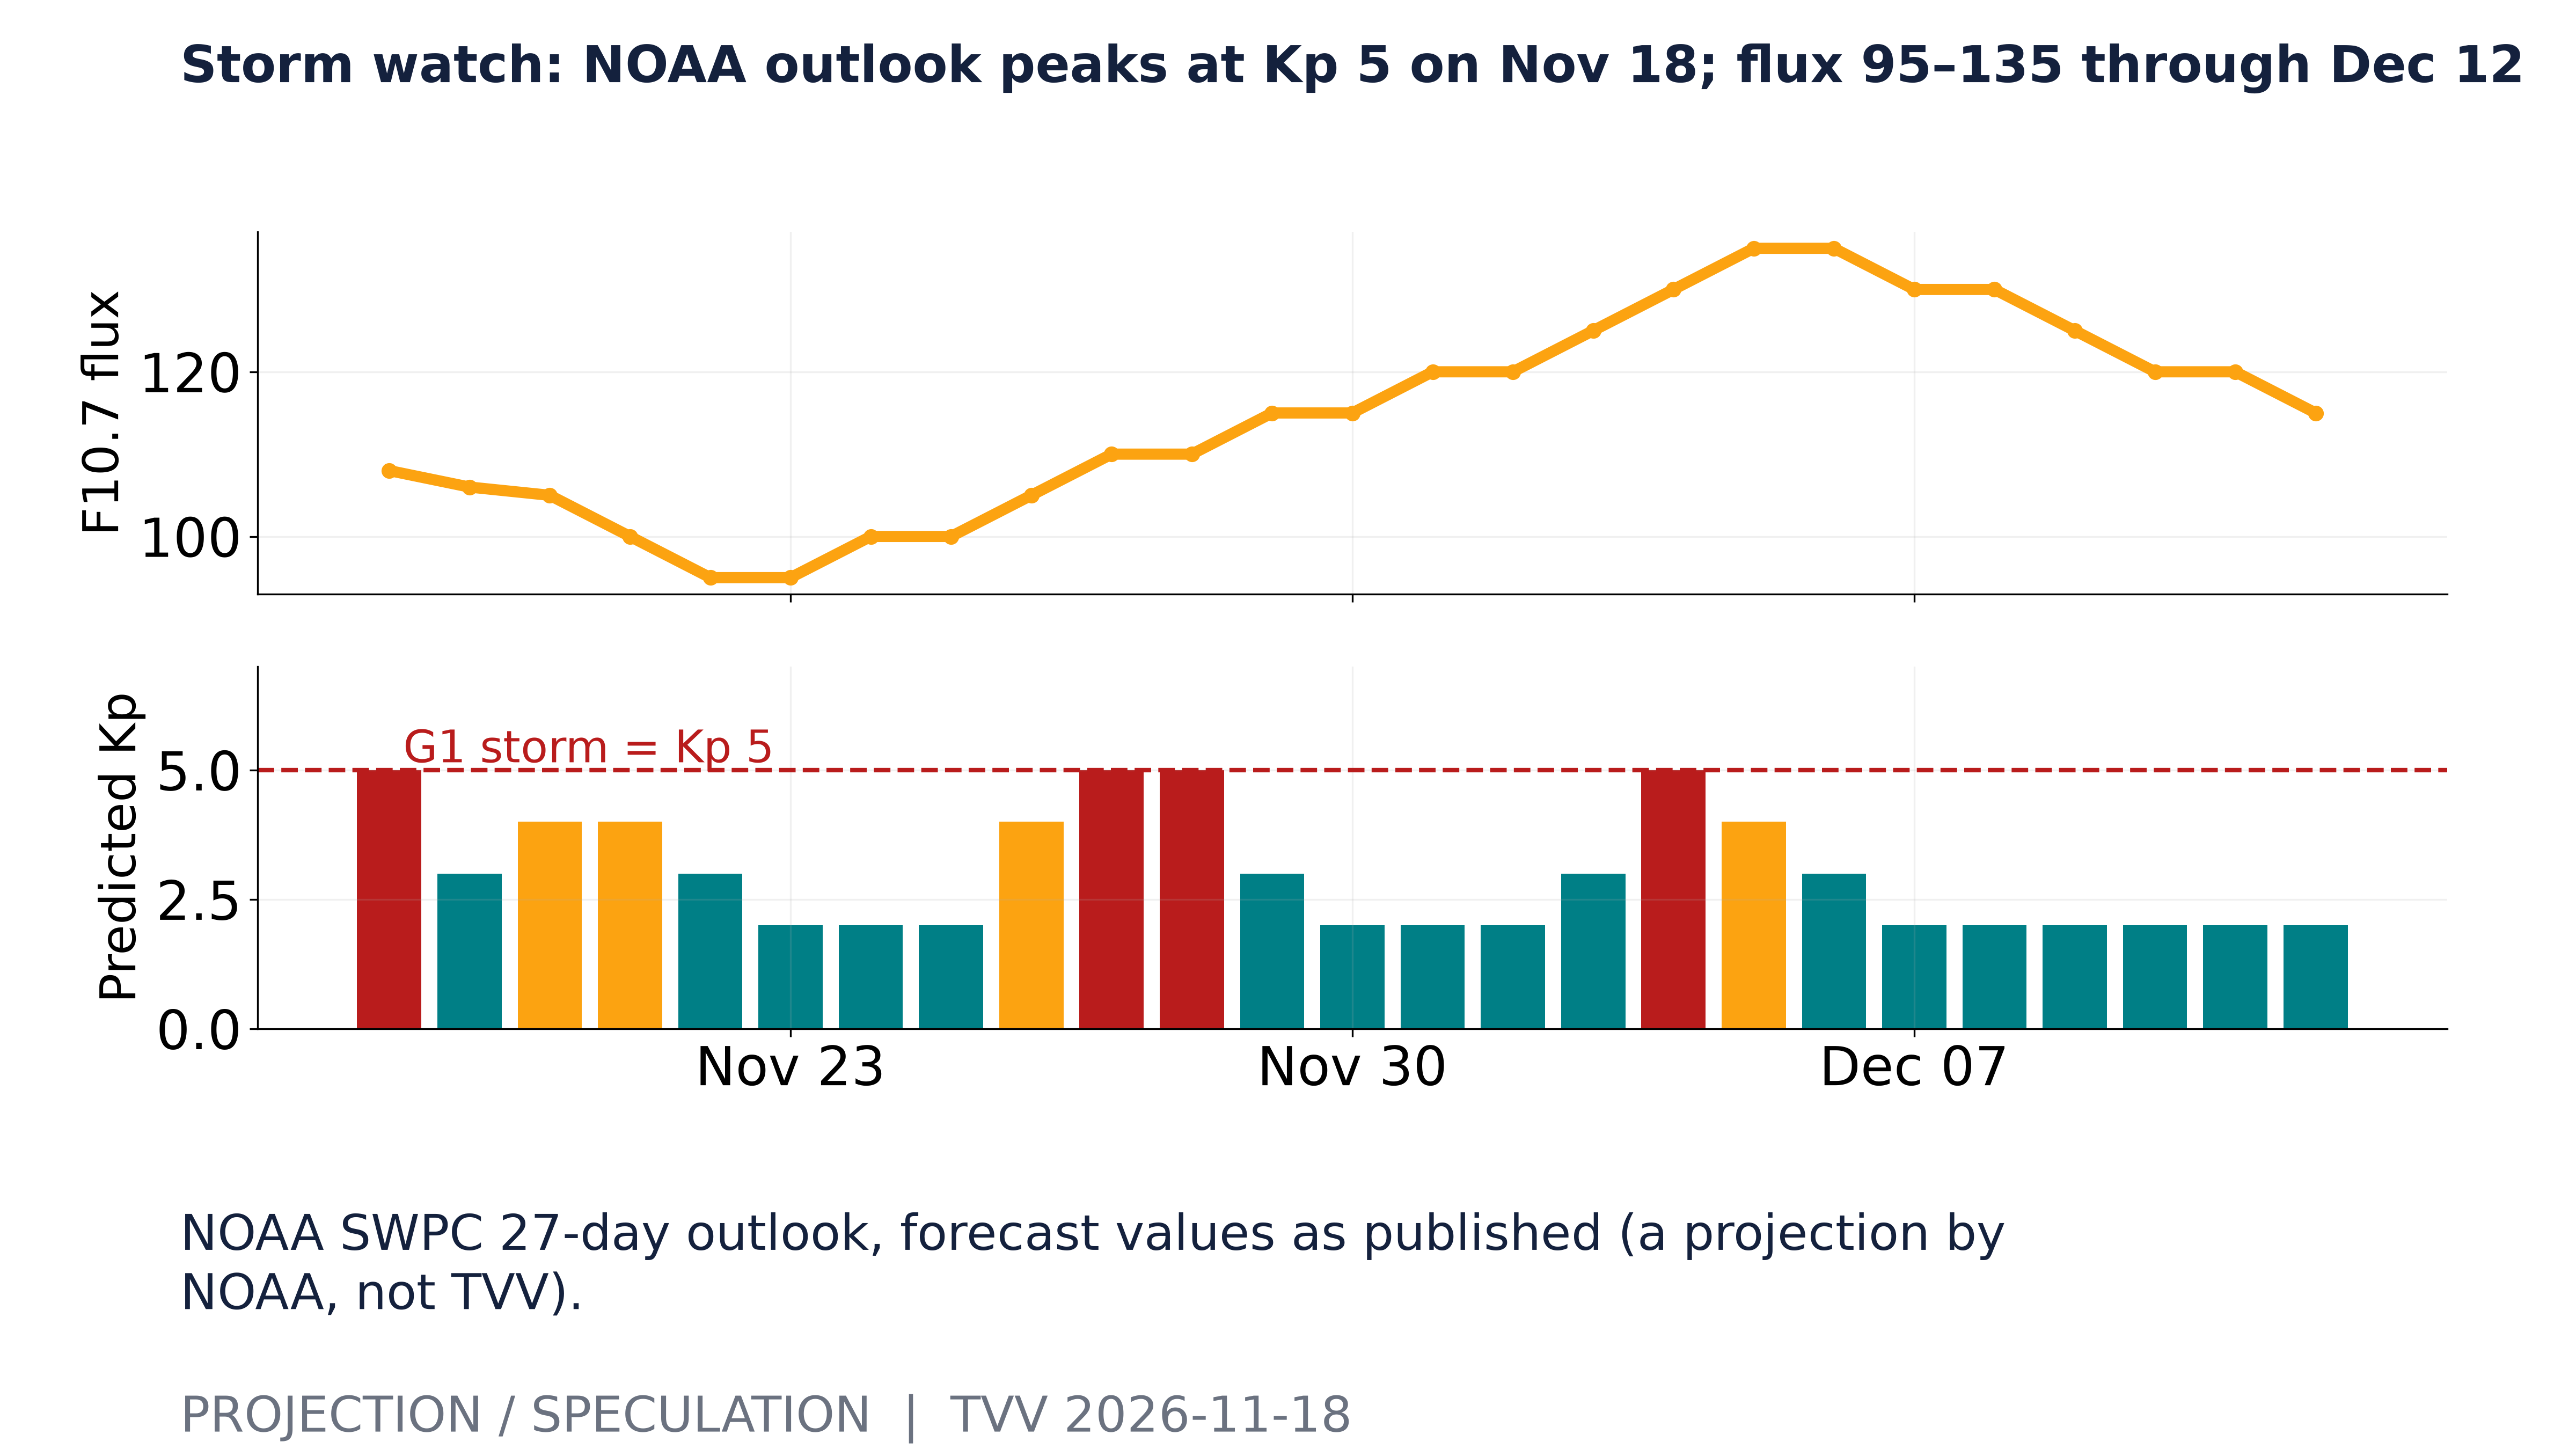 Storm watch: NOAA outlook peaks at Kp 5 on Nov 18; flux 95–135 through Dec 12
F10.7 flux
120
100
Predicted Kp
G1 storm = Kp 5
5.0
2.5
0.0
Nov 23
Nov 30
Dec 07
NOAA SWPC 27-day outlook, forecast values as published (a projection by
NOAA, not TVV).
PROJECTION / SPECULATION | TVV 2026-11-18